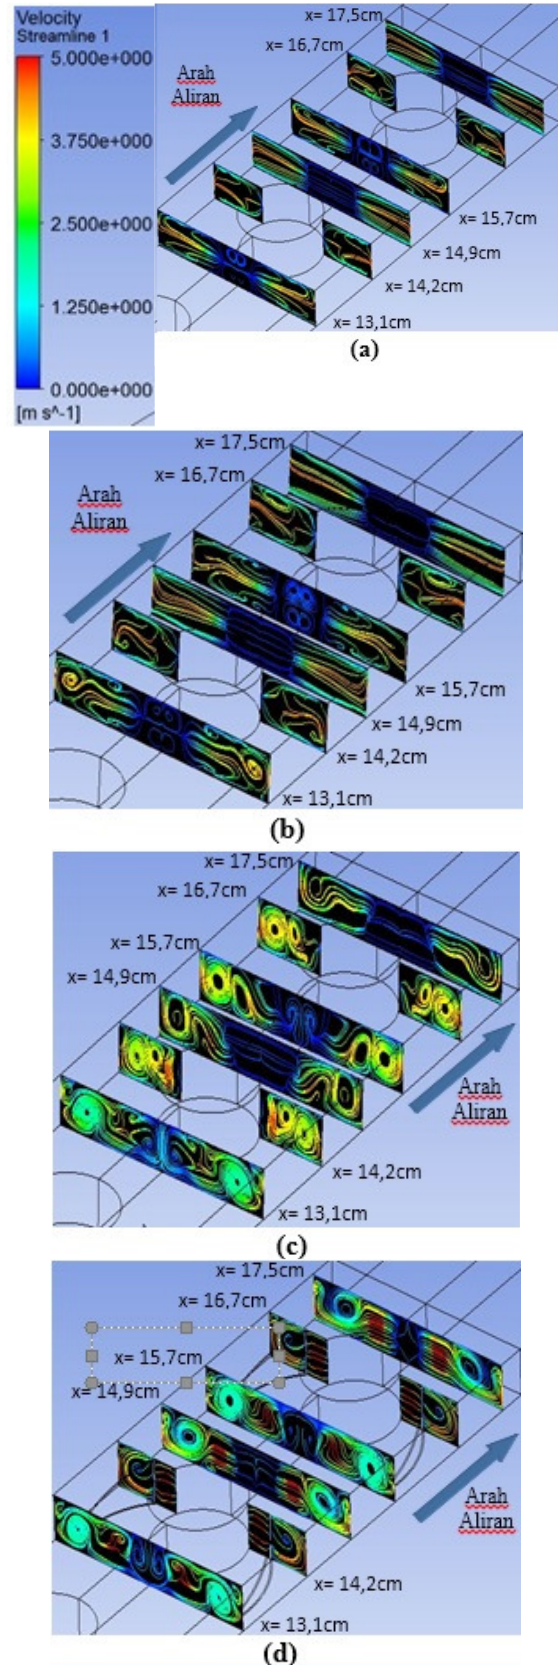 Velocity
Streamline 1
5.000e+000
3.750e+000
2.500e+000
1.250e+000
0.000e+000
[m s^-1]
x= 17,5cm
x= 16,7cm
Arah
Aliran
x= 15,7cm
x= 14,9cm
x= 14,2cm
x= 13,1cm
(a)
x= 17,5cm
x= 16,7cm
Arah
Aliran
x= 15,7cm
x= 14,9cm
x= 14,2cm
x= 13,1cm
(b)
x= 17,5cm
x= 16,7cm
x= 15,7cm
x= 14,9cm
Arah
Aliran
x= 14,2cm
x= 13,1cm
(c)
x= 17,5cm
x= 16,7cm
x= 15,7cm
x= 14,9cm
Arah
Aliran
x= 14,2cm
x= 13,1cm
(d)